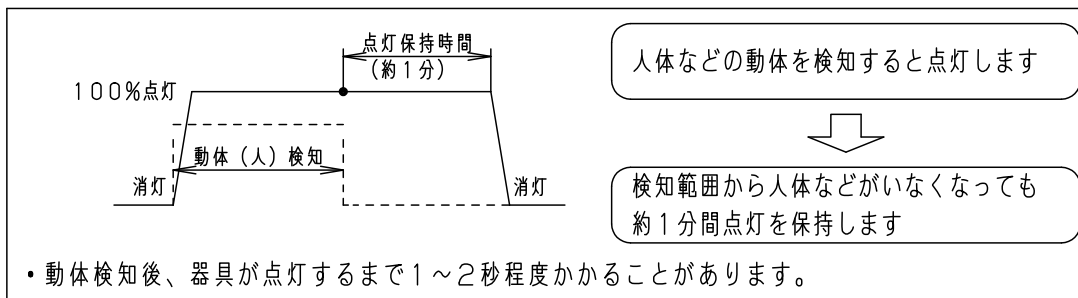 点灯保持時間
(約1分)
100%点灯
動体(人)検知
消灯
消灯
人体などの動体を検知すると点灯します
検知範囲から人体などがいなくなっても
約1分間点灯を保持します
・動体検知後、器具が点灯するまで1～2秒程度かかることがあります。